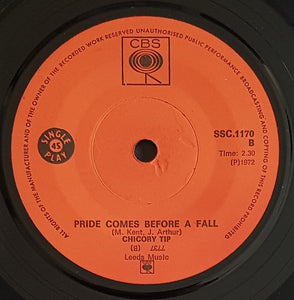 ALL RIGHTS OF THE MANUFACTURER AND OF THE OWNER OF THE RECORDED WORK RESERVED UNAUTHORISED PUBLIC PERFORMANCE BROADCASTING AND COPYING OF THIS RECORD PROHIBITED
CBS
SINGLE
45
PLAY
SSC.1170
B
Time: 2.30
(P)1972
PRIDE COMES BEFORE A FALL
(M. Kent, J. Arthur)
CHICORY TIP
7737 (B)
Leeds Music
CBS